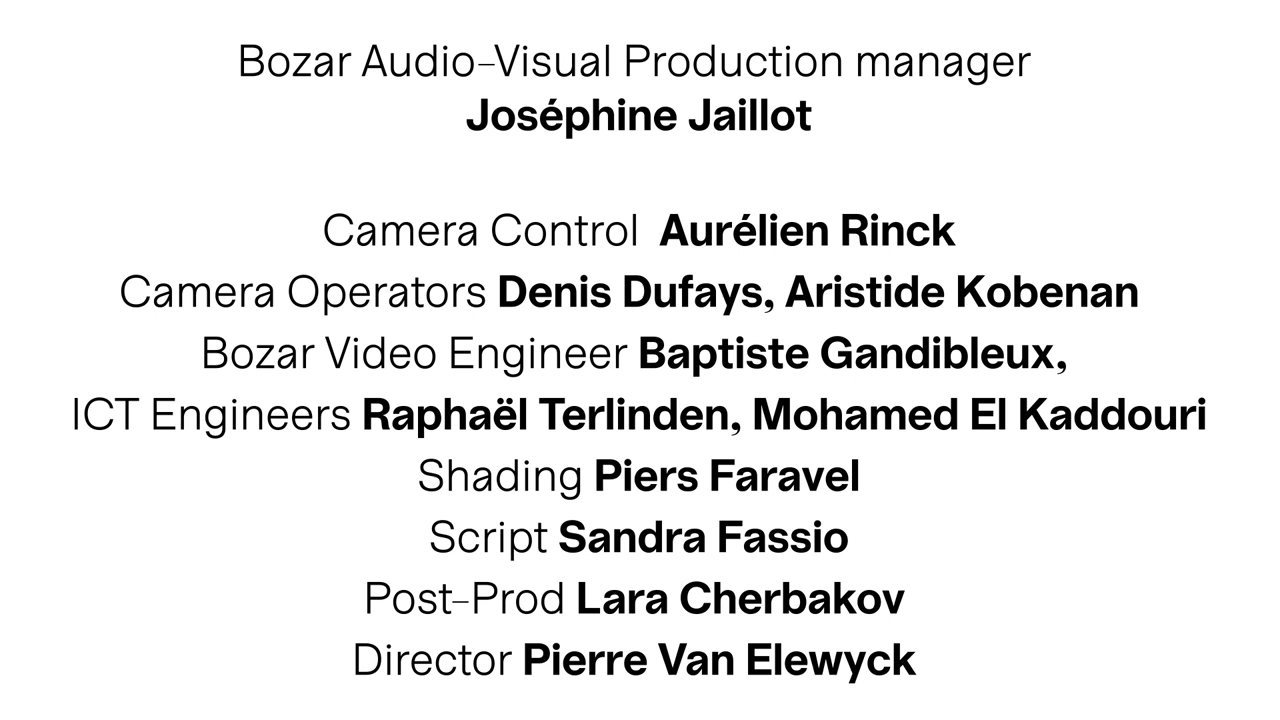 Bozar Audio-Visual Production manager
Joséphine Jaillot
Camera Control  Aurélien Rinck
Camera Operators Denis Dufays, Aristide Kobenan
Bozar Video Engineer Baptiste Gandibleux,
ICT Engineers Raphaël Terlinden, Mohamed El Kaddouri
Shading Piers Faravel
Script Sandra Fassio
Post-Prod Lara Cherbakov
Director Pierre Van Elewyck